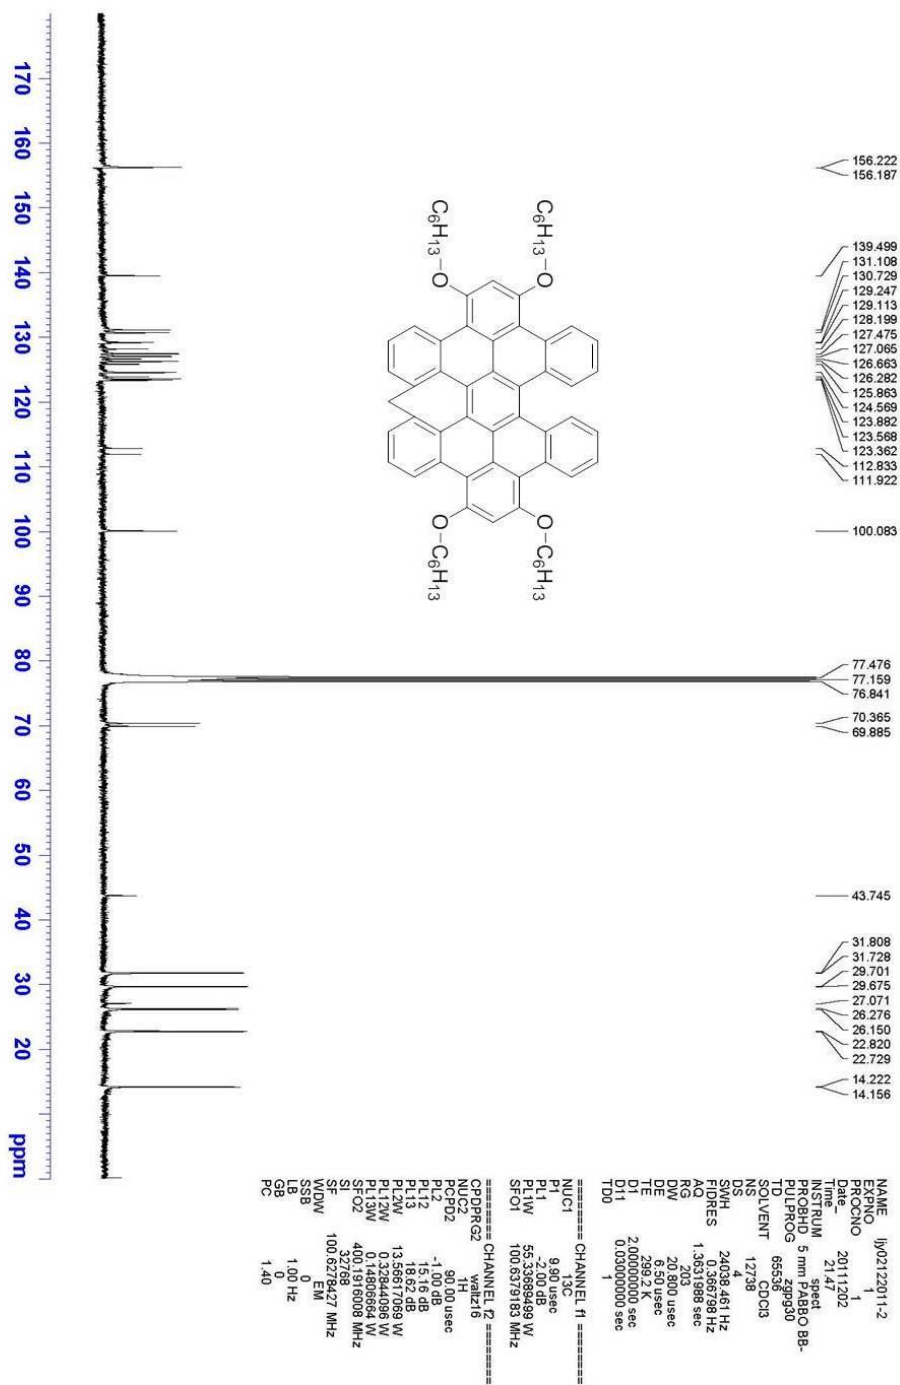 156.222
156.187
139.499
131.108
130.729
129.247
129.113
128.199
127.475
127.065
126.663
126.282
125.863
124.569
123.882
123.568
123.362
112.833
111.922
100.083
77.476
77.159
76.841
70.365
69.885
43.745
31.808
31.728
29.701
29.675
27.071
26.276
26.150
22.820
22.729
14.222
14.156
C6H13
O
O
C6H13
C6H13
O
O
C6H13
170 160 150 140 130 120 110 100 90 80 70 60 50 40 30 20 ppm
NAME ljy02122011-2
EXPNO 1
PROCNO 1
Date_ 20111202
Time 21.47
INSTRUM spect
PROBHD 5 mm PABBO BB-
PULPROG zgpg30
TD 65536
SOLVENT CDCl3
NS 12738
DS 4
SWH 24038.461 Hz
FIDRES 0.366798 Hz
AQ 1.3631988 sec
RG 203
DW 20.800 usec
DE 6.550 usec
TE 299.2 K
D1 2.00000000 sec
D11 0.03000000 sec
TD0 1
======== CHANNEL f1 ========
NUC1 13C
P1 9.90 usec
PL1 -2.00 dB
PL1W 55.33689499 W
SFO1 100.6379183 MHz
======== CHANNEL f2 ========
CPDPRG2 waltz16
NUC2 1H
PCPD2 90.00 usec
PL2 -1.00 dB
PL12 15.16 dB
PL13 18.62 dB
PL2W 13.56617069 W
PL12W 0.32844096 W
PL13W 0.14806864 W
SFO2 400.1916008 MHz
SI 32768
SF 100.6278427 MHz
WDW EM
SSB 0
LB 1.00 Hz
GB 0
PC 1.40